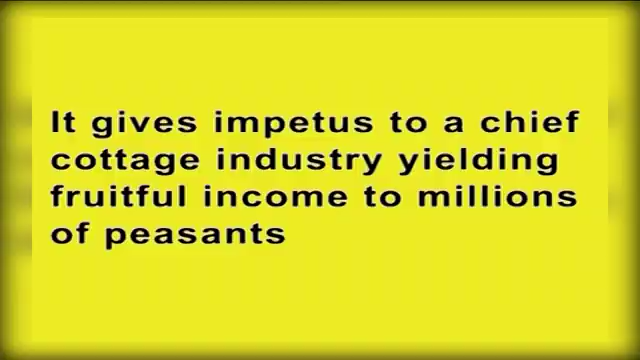 It gives impetus to a chief
cottage industry yielding
fruitful income to millions
of peasants